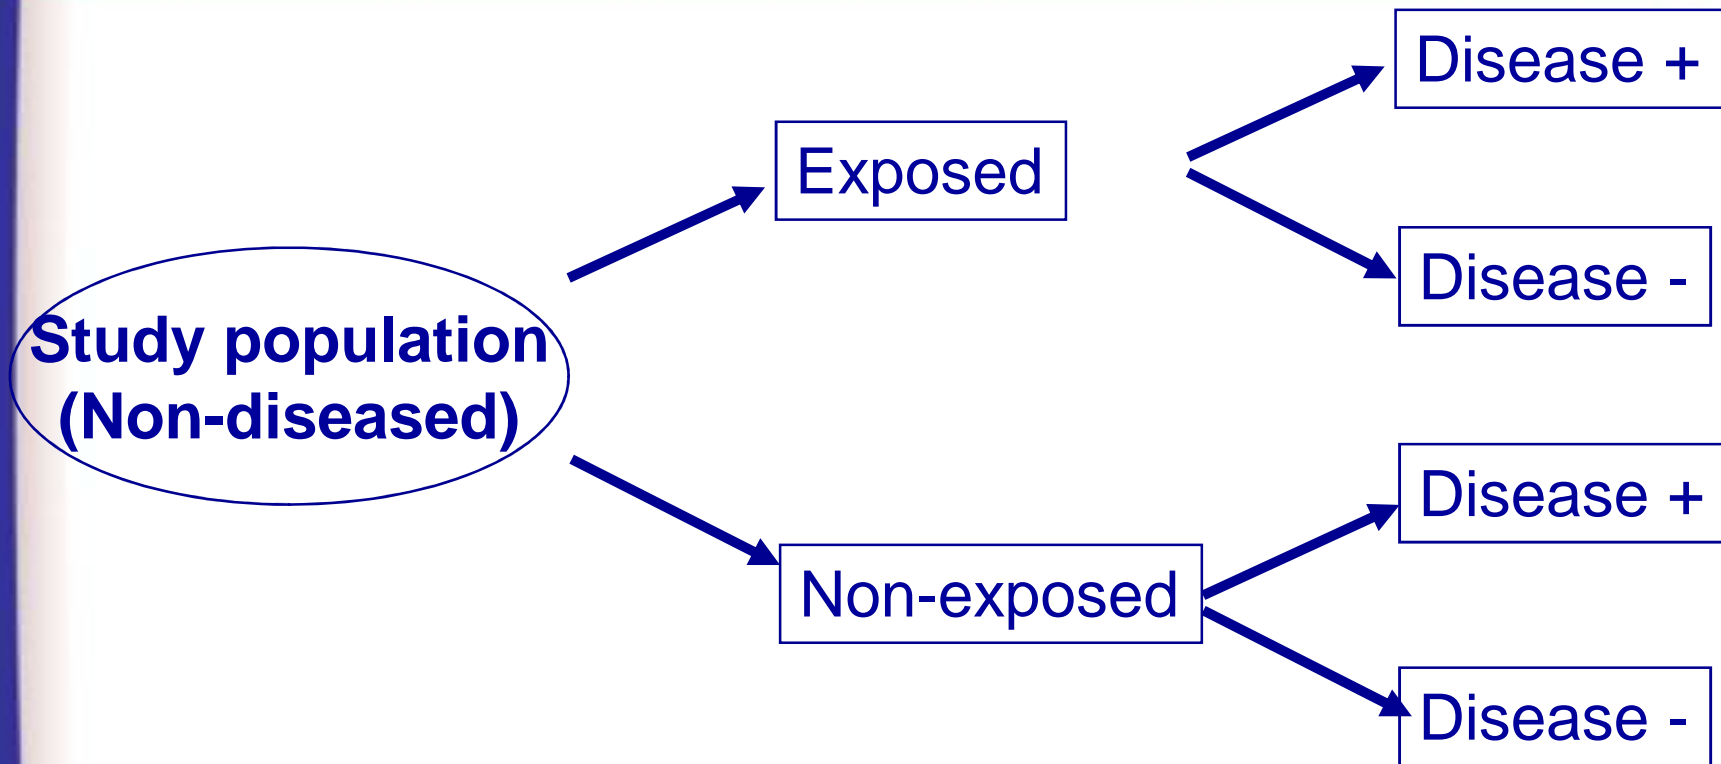 Disease +
Exposed
Disease -
Study population
(Non-diseased)
Disease +
Non-exposed
Disease -